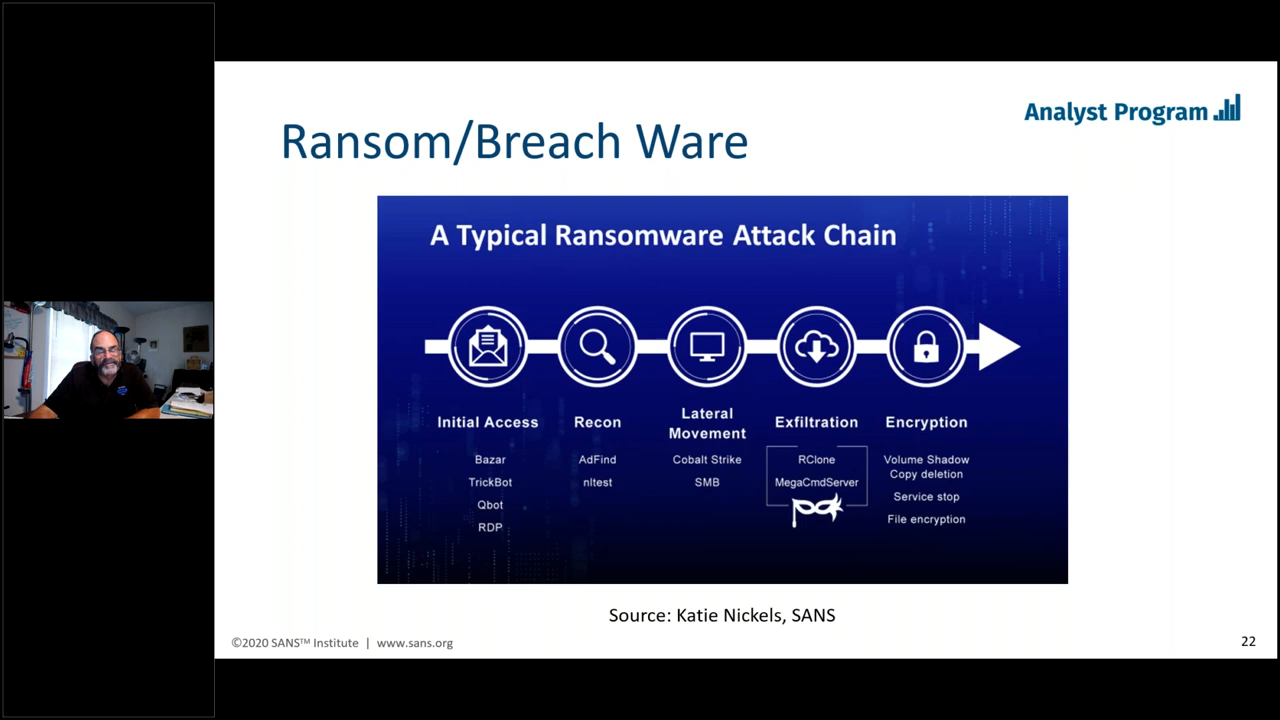 Analyst Program
Ransom/Breach Ware
A Typical Ransomware Attack Chain
Initial Access
Bazar
TrickBot
Qbot
RDP
Recon
AdFind
nltest
Lateral
Movement
Cobalt Strike
SMB
Exfiltration
RClone
MegaCmdServer
Encryption
Volume Shadow
Copy deletion
Service stop
File encryption
Source: Katie Nickels, SANS
©2020 SANS™ Institute | www.sans.org
22